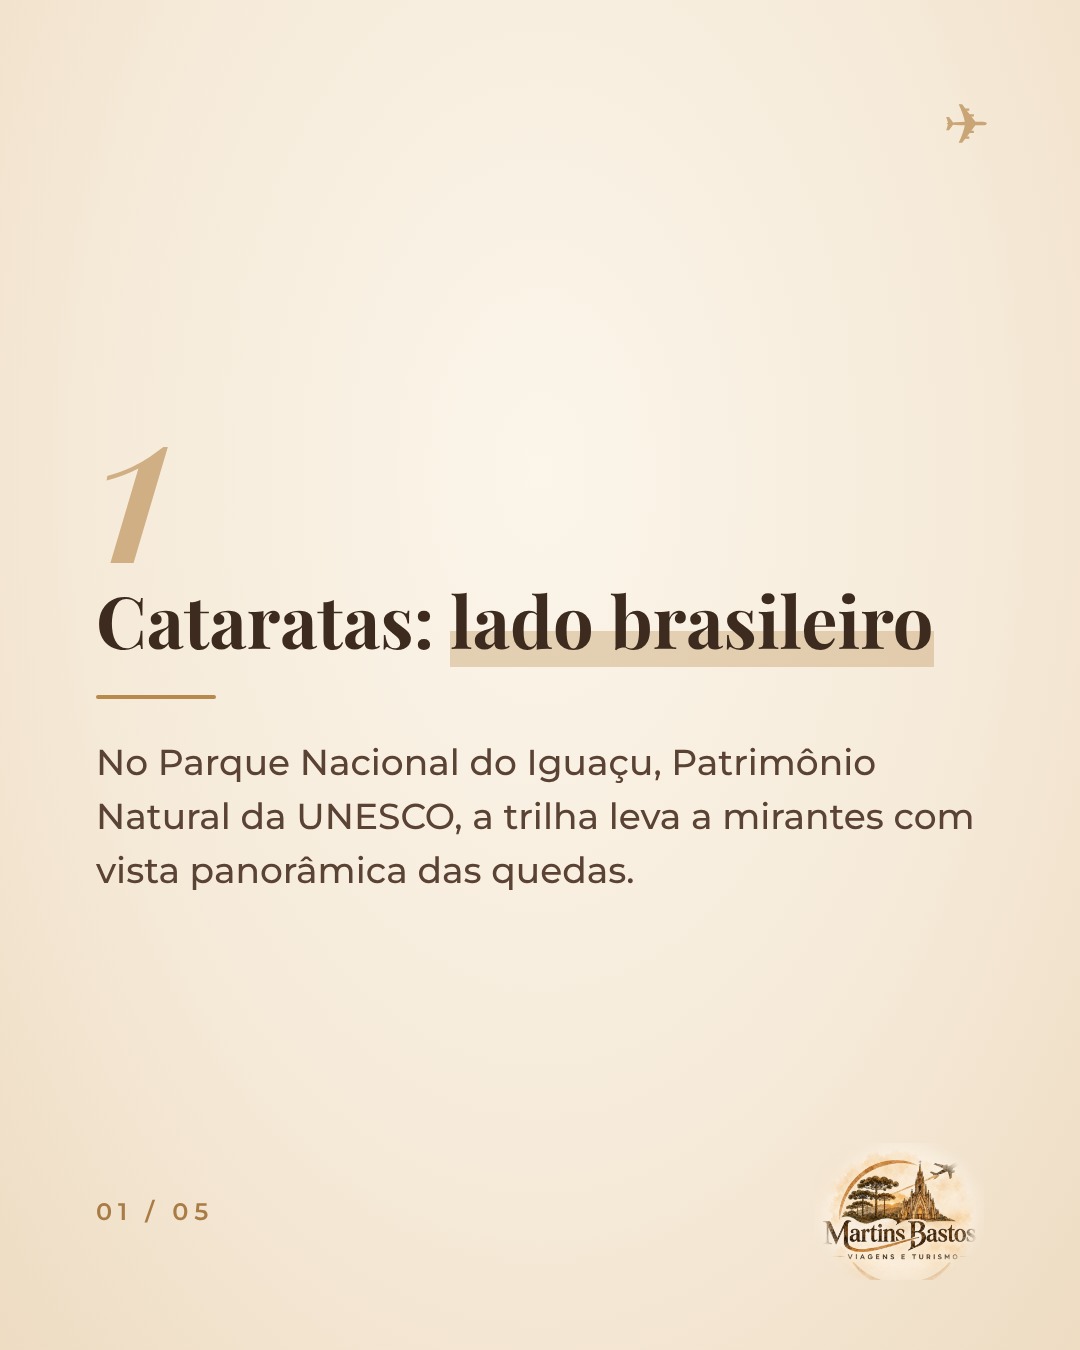 1
Cataratas: lado brasileiro
No Parque Nacional do Iguaçu, Patrimônio
Natural da UNESCO, a trilha leva a mirantes com
vista panorâmica das quedas.
01 / 05
Martins Bastos
VIAGENS E TURISMO